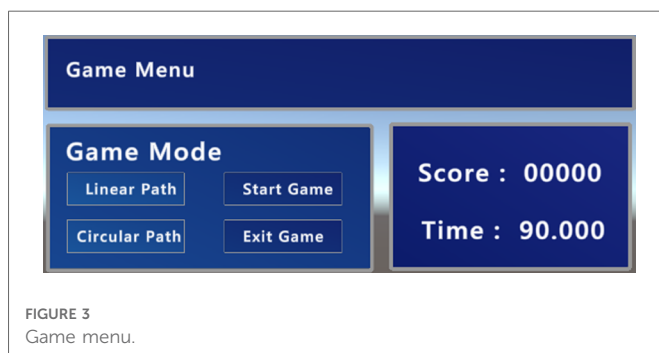 Game Menu
Game Mode
Linear Path
Start Game
Circular Path
Exit Game
Score : 00000
Time : 90.000
FIGURE 3
Game menu.